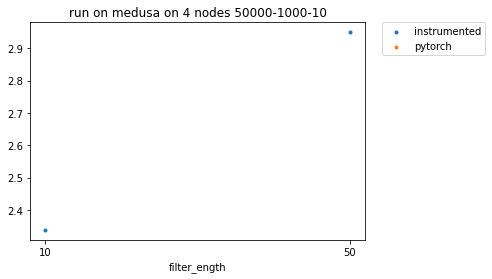 run on medusa on 4 nodes 50000-1000-10
instrumented
pytorch
2.9
2.8
2.7
2.6
2.5
2.4
10
50
filter_ength